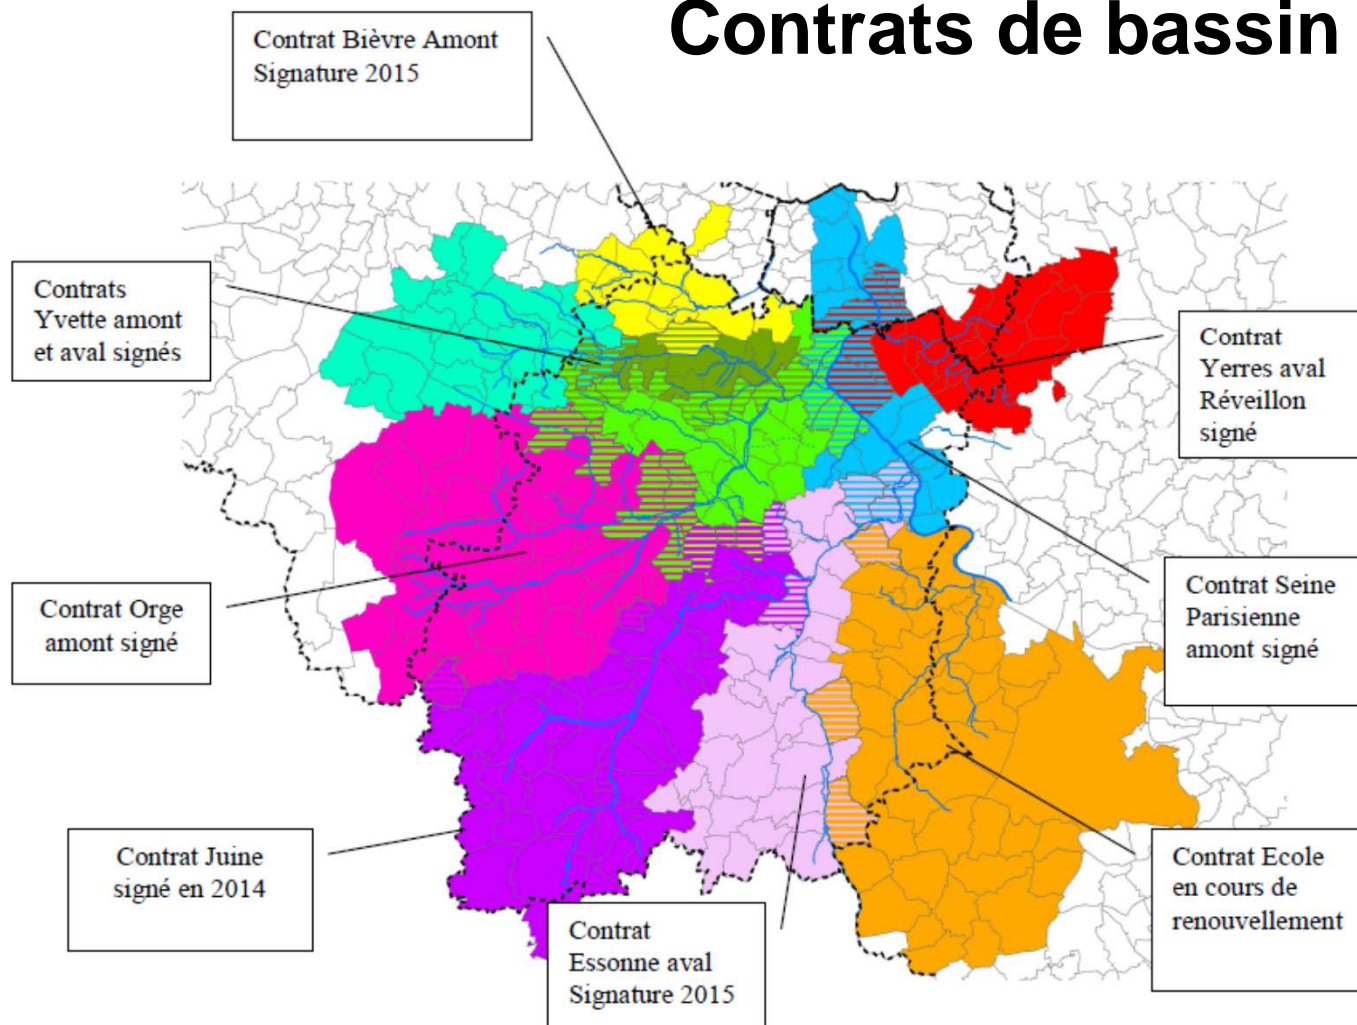 Contrats de bassin
Contrat Bièvre Amont
Signature 2015
Contrats
Yvette amont
et aval signés
Contrat
Yerres aval
Réveillon
signé
Contrat Orge
amont signé
Contrat Seine
Parisienne
amont signé
Contrat Juine
signé en 2014
Contrat Ecole
en cours de
renouvellement
Contrat
Essonne aval
Signature 2015